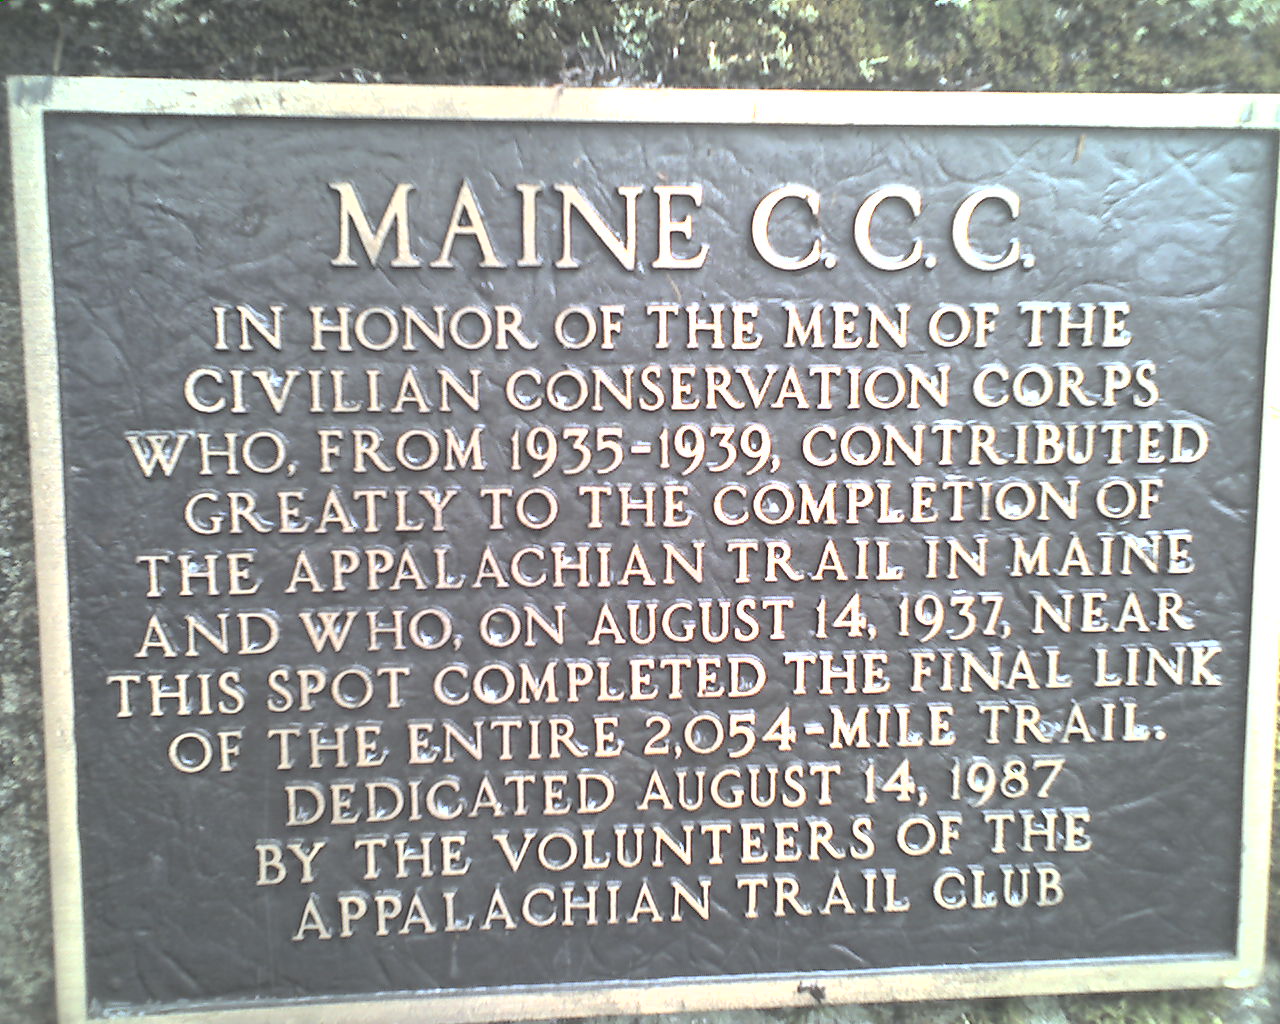 MAINE C.C.C.
IN HONOR OF THE MEN OF THE
CIVILIAN CONSERVATION CORPS
WHO, FROM 1935-1939, CONTRIBUTED
GREATLY TO THE COMPLETION OF
THE APPALACHIAN TRAIL IN MAINE
AND WHO, ON AUGUST 14, 1937, NEAR
THIS SPOT COMPLETED THE FINAL LINK
OF THE ENTIRE 2,054-MILE TRAIL.
DEDICATED AUGUST 14, 1987
BY THE VOLUNTEERS OF THE
APPALACHIAN TRAIL CLUB